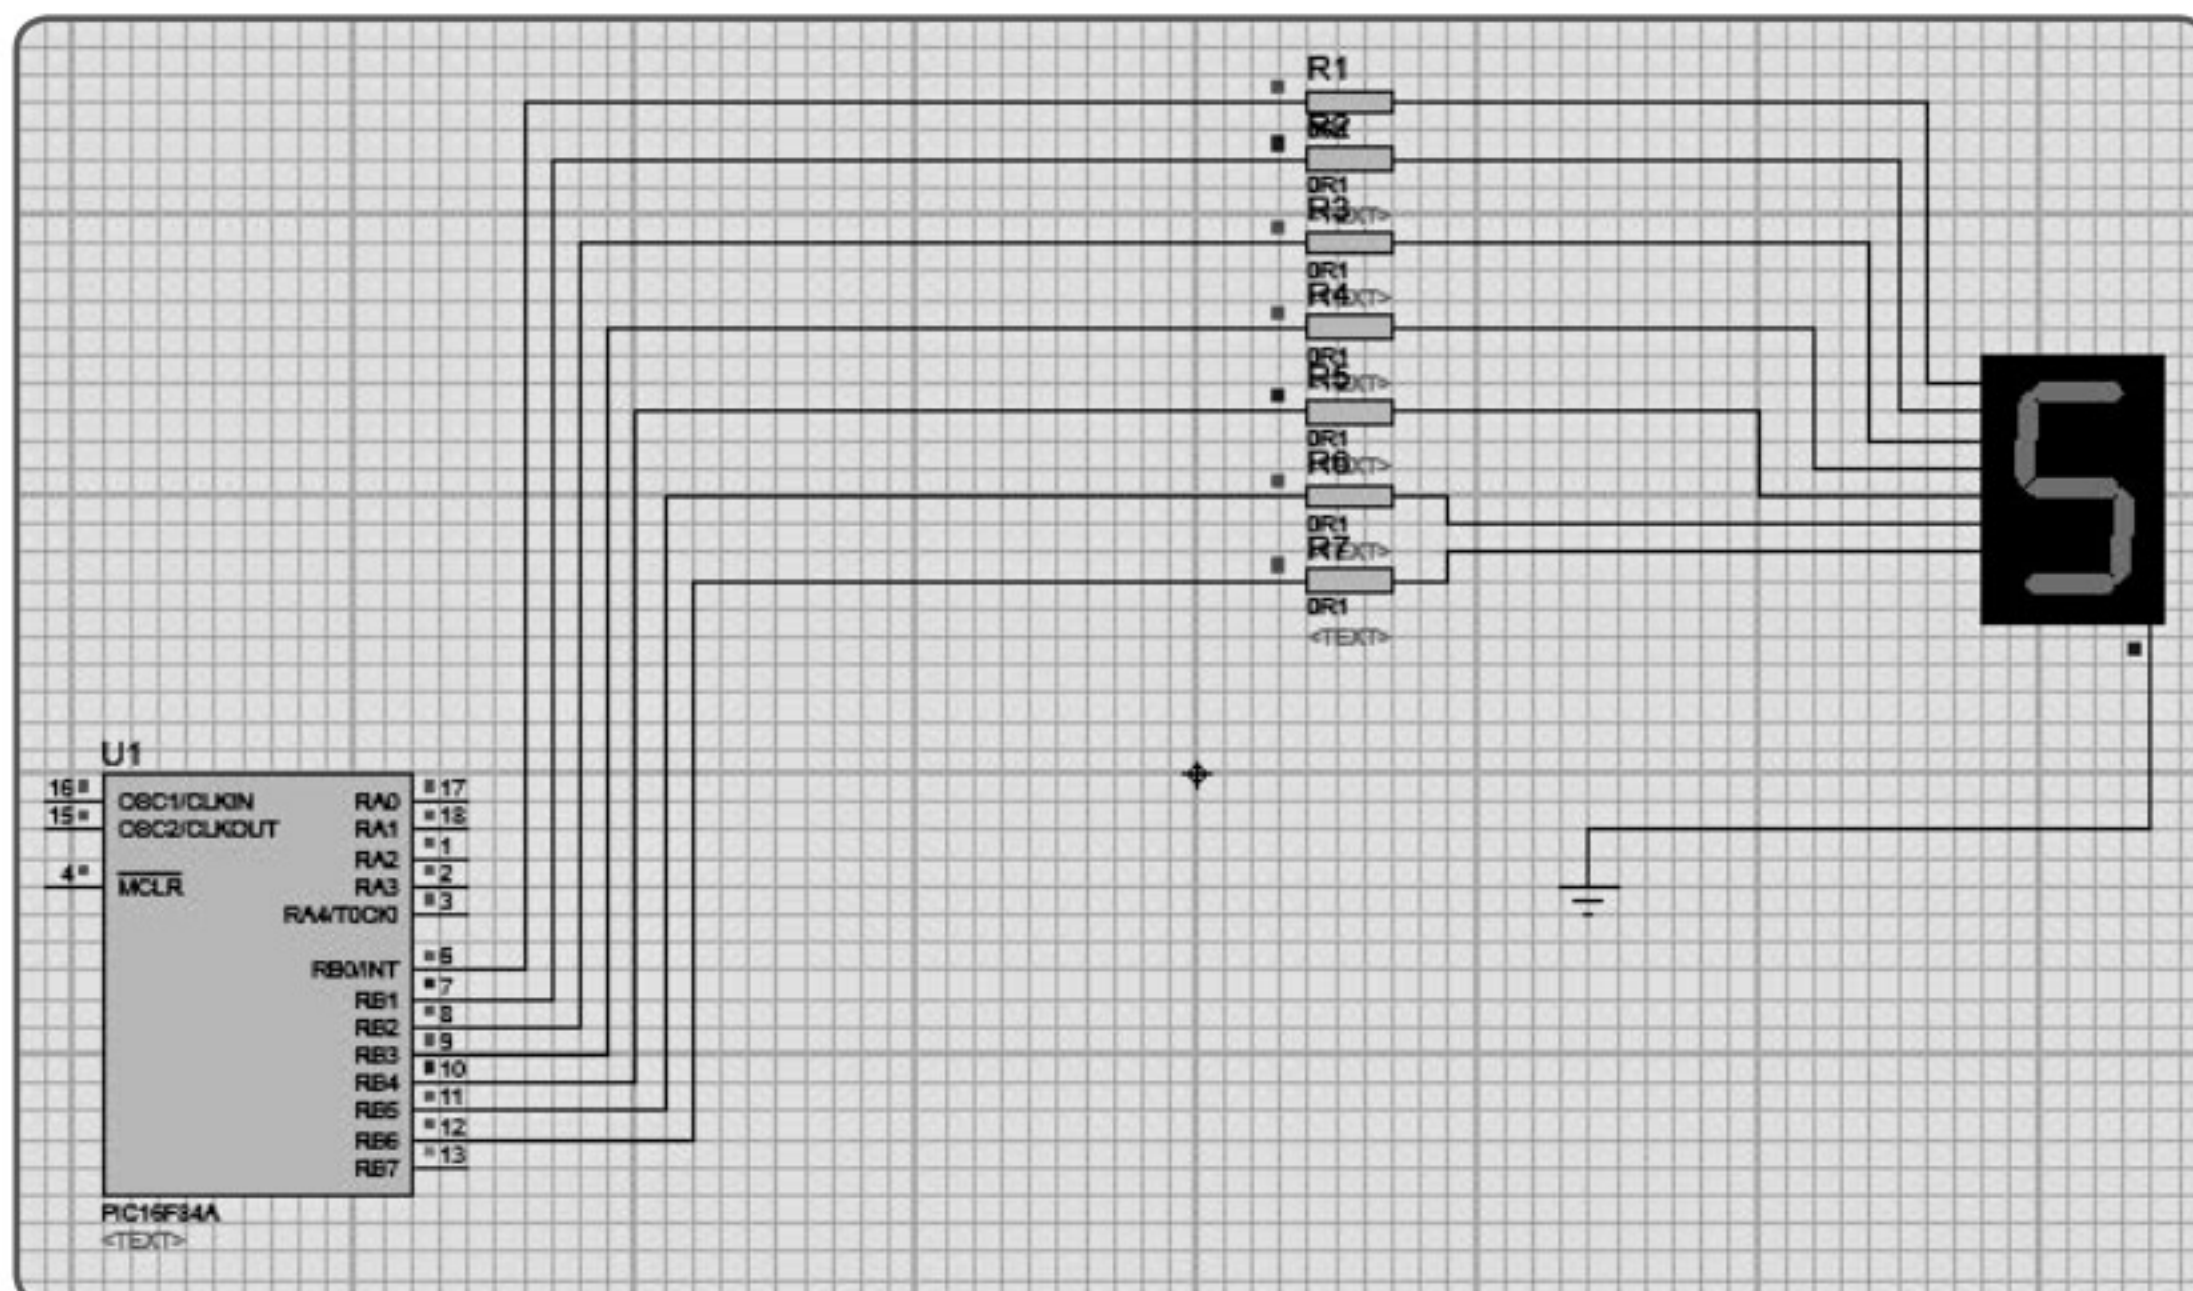 R1
0R1
R3
0R1
R4
0R1
0R1
R6
0R1
R7
0R1
<TEXT>
U1
16 OSC1/CLKIN RA0 17
15 OSC2/CLKOUT RA1 18
RA2 1
4 MCLR RA3 2
RA4/T0CKI 3
RB0/INT 6
RB1 7
RB2 8
RB3 9
RB4 10
RB5 11
RB6 12
RB7 13
PIC16F84A
<TEXT>